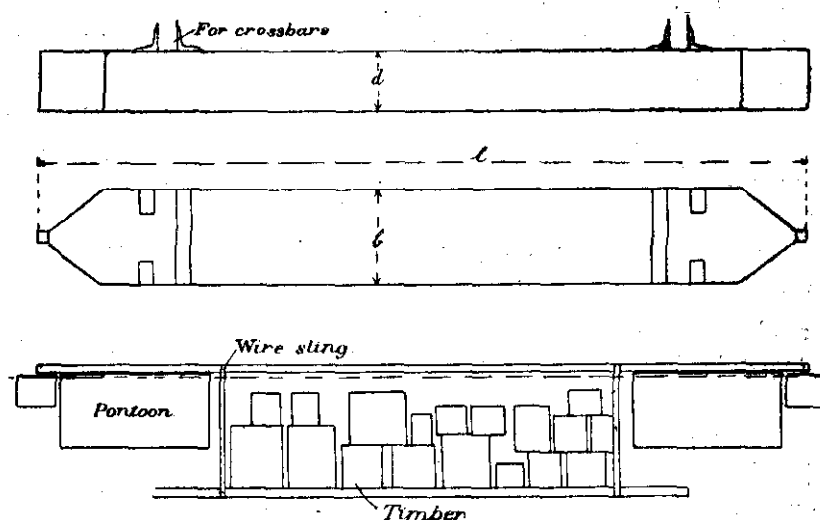 For crossbars
d
l
b
Wire sling
Pontoon
Timber